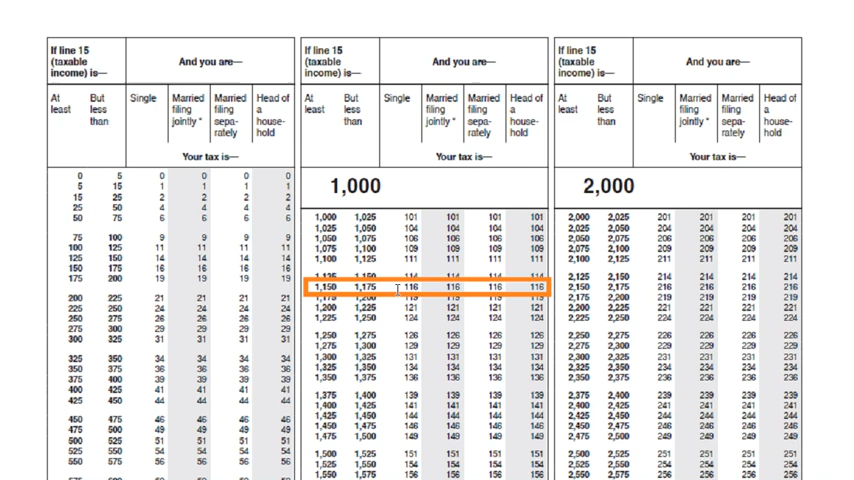 If line 15
(taxable
income) is—
And you are—
At
least
But
less
than
Single
Married
filing
jointly *
Married
filing
sepa-
rately
Head of
a
house-
hold
Your tax is—
0 5 0 0 0 0
5 15 1 1 1 1
15 25 2 2 2 2
25 50 4 4 4 4
50 75 6 6 6 6
75 100 9 9 9 9
100 125 11 11 11 11
125 150 14 14 14 14
150 175 16 16 16 16
175 200 19 19 19 19
200 225 21 21 21 21
225 250 24 24 24 24
250 275 26 26 26 26
275 300 29 29 29 29
300 325 31 31 31 31
325 350 34 34 34 34
350 375 36 36 36 36
375 400 39 39 39 39
400 425 41 41 41 41
425 450 44 44 44 44
450 475 46 46 46 46
475 500 49 49 49 49
500 525 51 51 51 51
525 550 54 54 54 54
550 575 56 56 56 56
If line 15
(taxable
income) is—
And you are—
At
least
But
less
than
Single
Married
filing
jointly *
Married
filing
sepa-
rately
Head of
a
house-
hold
Your tax is—
1,000
1,000 1,025 101 101 101 101
1,025 1,050 104 104 104 104
1,050 1,075 106 106 106 106
1,075 1,100 109 109 109 109
1,100 1,125 111 111 111 111
1,125 1,150 114 114 114 114
1,150 1,175 116 116 116 116
1,175 1,200 119 119 119 119
1,200 1,225 121 121 121 121
1,225 1,250 124 124 124 124
1,250 1,275 126 126 126 126
1,275 1,300 129 129 129 129
1,300 1,325 131 131 131 131
1,325 1,350 134 134 134 134
1,350 1,375 136 136 136 136
1,375 1,400 139 139 139 139
1,400 1,425 141 141 141 141
1,425 1,450 144 144 144 144
1,450 1,475 146 146 146 146
1,475 1,500 149 149 149 149
1,500 1,525 151 151 151 151
1,525 1,550 154 154 154 154
1,550 1,575 156 156 156 156
If line 15
(taxable
income) is—
And you are—
At
least
But
less
than
Single
Married
filing
jointly *
Married
filing
sepa-
rately
Head of
a
house-
hold
Your tax is—
2,000
2,000 2,025 201 201 201 201
2,025 2,050 204 204 204 204
2,050 2,075 206 206 206 206
2,075 2,100 209 209 209 209
2,100 2,125 211 211 211 211
2,125 2,150 214 214 214 214
2,150 2,175 216 216 216 216
2,175 2,200 219 219 219 219
2,200 2,225 221 221 221 221
2,225 2,250 224 224 224 224
2,250 2,275 226 226 226 226
2,275 2,300 229 229 229 229
2,300 2,325 231 231 231 231
2,325 2,350 234 234 234 234
2,350 2,375 236 236 236 236
2,375 2,400 239 239 239 239
2,400 2,425 241 241 241 241
2,425 2,450 244 244 244 244
2,450 2,475 246 246 246 246
2,475 2,500 249 249 249 249
2,500 2,525 251 251 251 251
2,525 2,550 254 254 254 254
2,550 2,575 256 256 256 256